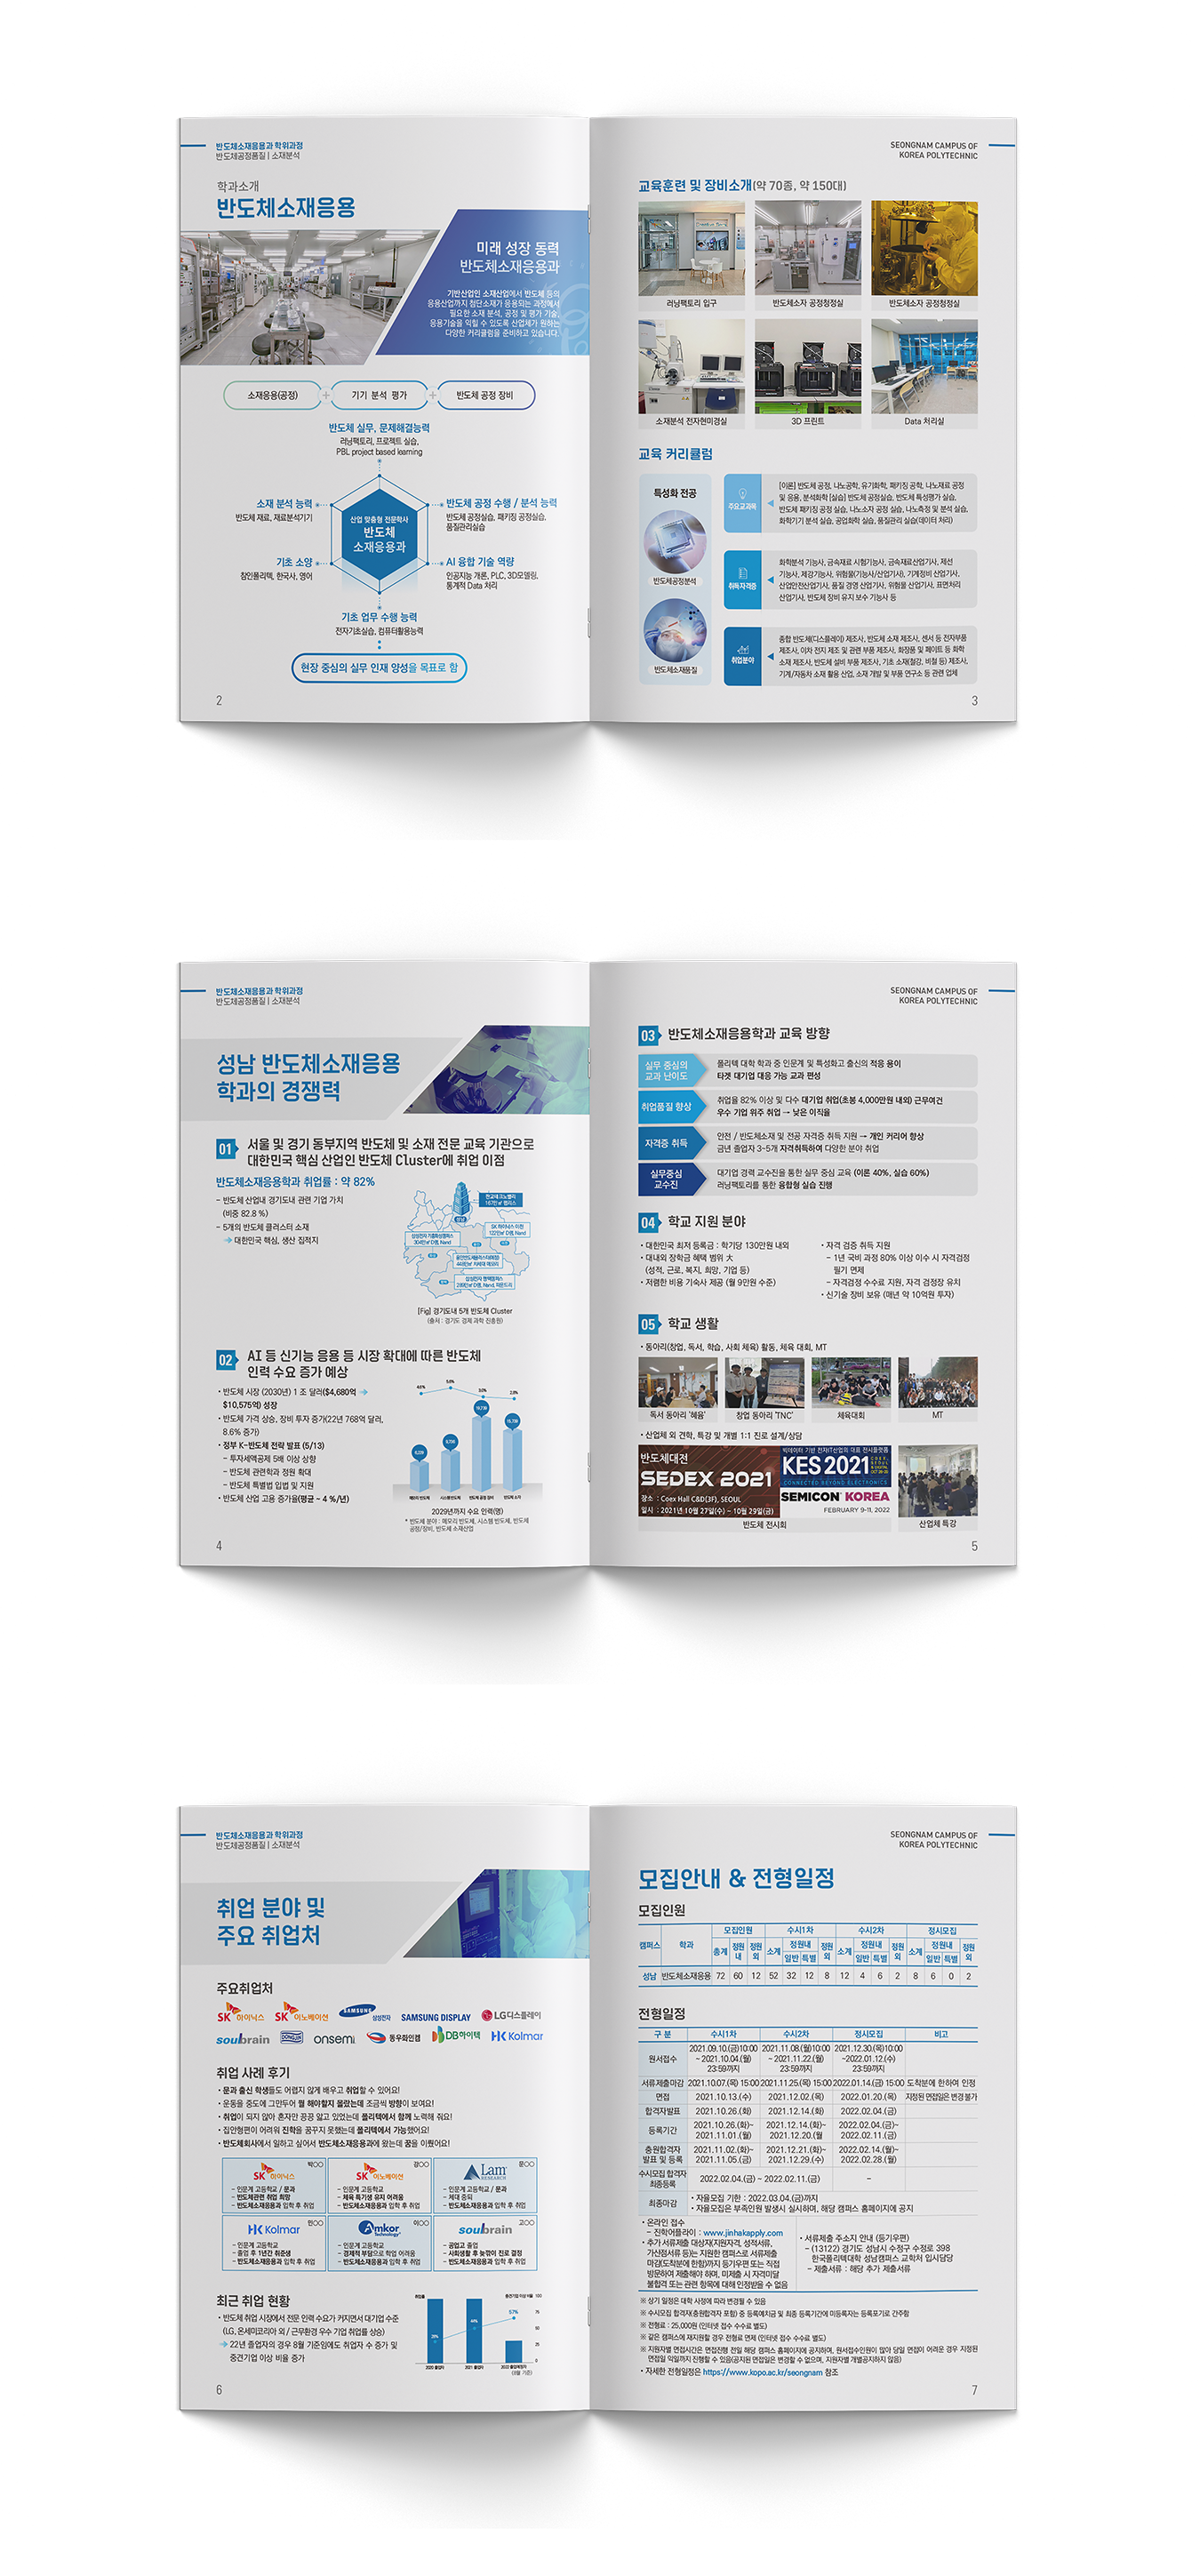 반도체소재응용과 학위과정
반도체공정품질 | 소재분석
학과소개
반도체소재응용
미래 성장 동력
반도체소재응용과
기반산업인 소재산업에서 반도체 등의
응용산업까지 첨단소재가 응용되는 과정에서
필요한 소재 분석, 공정 및 평가 기술,
응용기술을 익힐 수 있도록 산업체가 원하는
다양한 커리큘럼을 준비하고 있습니다.
소재응용(공정) + 기기 분석 평가 + 반도체 공정 장비
반도체 실무, 문제해결능력
러닝팩토리, 프로젝트 실습,
PBL project based learning
소재 분석 능력
반도체 재료, 재료분석기기
반도체 공정 수행 / 분석 능력
반도체 공정실습, 패키징 공정실습,
품질관리실습
산업 맞춤형 전문학사
반도체
소재응용과
기초 소양
참인폴리텍, 한국사, 영어
AI 융합 기술 역량
인공지능 개론, PLC, 3D모델링,
통계적 Data 처리
기초 업무 수행 능력
전자기초실습, 컴퓨터활용능력
현장 중심의 실무 인재 양성을 목표로 함
2
SEONGNAM CAMPUS OF
KOREA POLYTECHNIC
교육훈련 및 장비소개(약 70종, 약 150대)
러닝팩토리 입구
반도체소자 공정청정실
반도체소자 공정청정실
소재분석 전자현미경실
3D 프린트
Data 처리실
교육 커리큘럼
특성화 전공
반도체공정분석
반도체소재품질
주요교과목
[이론] 반도체 공정, 나노공학, 유기화학, 패키징 공학, 나노재료 공정
및 응용, 분석화학 [실습] 반도체 공정실습, 반도체 특성평가 실습,
반도체 패키징 공정 실습, 나노소자 공정 실습, 나노측정 및 분석 실습,
화학기기 분석 실습, 공업화학 실습, 품질관리 실습(데이터 처리)
취득자격증
화학분석 기능사, 금속재료 시험기능사, 금속재료산업기사, 제선
기능사, 제강기능사, 위험물(기능사/산업기사), 기계정비 산업기사,
산업안전산업기사, 품질 경영 산업기사, 위험물 산업기사, 표면처리
산업기사, 반도체 장비 유지 보수 기능사 등
취업분야
종합 반도체(디스플레이) 제조사, 반도체 소재 제조사, 센서 등 전자부품
제조사, 이차 전지 제조 및 관련 부품 제조사, 화장품 및 페이트 등 화학
소재 제조사, 반도체 설비 부품 제조사, 기초 소재(철강, 비철 등) 제조사,
기계/자동차 소재 활용 산업, 소재 개발 및 부품 연구소 등 관련 업체
3
반도체소재응용과 학위과정
반도체공정품질 | 소재분석
성남 반도체소재응용
학과의 경쟁력
01 서울 및 경기 동부지역 반도체 및 소재 전문 교육 기관으로
대한민국 핵심 산업인 반도체 Cluster에 취업 이점
반도체소재응용학과 취업률 : 약 82%
- 반도체 산업내 경기도내 관련 기업 가치
(비중 82.8 %)
- 5개의 반도체 클러스터 소재
→ 대한민국 핵심, 생산 집적지
[Fig] 경기도내 5개 반도체 Cluster
(출처 : 경기도 경제 과학 진흥원)
02 AI 등 신기능 응용 등 시장 확대에 따른 반도체
인력 수요 증가 예상
• 반도체 시장 (2030년) 1 조 달러($4,680억 →
$10,575억) 성장
• 반도체 가격 상승, 장비 투자 증가(22년 768억 달러,
8.6% 증가)
• 정부 K-반도체 전략 발표 (5/13)
- 투자세액공제 5배 이상 상향
- 반도체 관련학과 정원 확대
- 반도체 특별법 입법 및 지원
• 반도체 산업 고용 증가율(평균 ~ 4 %/년)
2029년까지 수요 인력(명)
* 반도체 분야 : 메모리 반도체, 시스템 반도체, 반도체
공정/장비, 반도체 소재산업
4
SEONGNAM CAMPUS OF
KOREA POLYTECHNIC
03 반도체소재응용학과 교육 방향
실무 중심의
교과 난이도
폴리텍 대학 학과 중 인문계 및 특성화고 출신의 적응 용이
타겟 대기업 대응 가능 교과 편성
취업품질 향상
취업율 82% 이상 및 다수 대기업 취업(초봉 4,000만원 내외) 근무여건
우수 기업 위주 취업 → 낮은 이직율
자격증 취득
안전 / 반도체소재 및 전공 자격증 취득 지원 → 개인 커리어 향상
금년 졸업자 3~5개 자격취득하여 다양한 분야 취업
실무중심
교수진
대기업 경력 교수진을 통한 실무 중심 교육 (이론 40%, 실습 60%)
러닝팩토리를 통한 융합형 실습 진행
04 학교 지원 분야
• 대한민국 최저 등록금 : 학기당 130만원 내외
• 대내외 장학금 혜택 범위 大
(성적, 근로, 복지, 희망, 기업 등)
• 저렴한 비용 기숙사 제공 (월 9만원 수준)
• 자격 검증 취득 지원
- 1년 국비 과정 80% 이상 이수 시 자격검정
필기 면제
- 자격검정 수수료 지원, 자격 검정장 유치
• 신기술 장비 보유 (매년 약 10억원 투자)
05 학교 생활
• 동아리(창업, 독서, 학습, 사회 체육) 활동, 체육 대회, MT
독서 동아리 '혜윰'
창업 동아리 'TNC'
체육대회
MT
• 산업체 외 견학, 특강 및 개별 1:1 진로 설계/상담
반도체대전
SEDEX 2021
장소 : Coex Hall C&D(3F), SEOUL
일시 : 2021년 10월 27일(수) ~ 10월 29일(금)
빅데이터 기반 전자IT산업의 대표 전시플랫폼
KES 2021
CONNECTED BEYOND ELECTRONICS
SEMICON KOREA
FEBRUARY 9-11, 2022
반도체 전시회
산업체 특강
5
반도체소재응용과 학위과정
반도체공정품질 | 소재분석
취업 분야 및
주요 취업처
주요취업처
SK 하이닉스 SK 이노베이션 SAMSUNG 삼성전자 SAMSUNG DISPLAY LG디스플레이
soulbrain DONGJIN onsemi 동우화인켐 DB하이텍 HK Kolmar
취업 사례 후기
• 문과 출신 학생들도 어렵지 않게 배우고 취업할 수 있어요!
• 운동을 중도에 그만두어 뭘 해야할지 몰랐는데 조금씩 방향이 보여요!
• 취업이 되지 않아 혼자만 끙끙 앓고 있었는데 폴리텍에서 함께 노력해 줘요!
• 집안형편이 어려워 진학을 꿈꾸지 못했는데 폴리텍에서 가능했어요!
• 반도체회사에서 일하고 싶어서 반도체소재응용과에 왔는데 꿈을 이뤘어요!
SK 하이닉스 박○○
- 인문계 고등학교 / 문과
- 반도체관련 취업 희망
- 반도체소재응용과 입학 후 취업
SK 이노베이션 강○○
- 인문계 고등학교
- 체육 특기생 유지 어려움
- 반도체소재응용과 입학 후 취업
Lam RESEARCH 문○○
- 인문계 고등학교 / 문과
- 체대 중퇴
- 반도체소재응용과 입학 후 취업
HK Kolmar 안○○
- 인문계 고등학교
- 졸업 후 1년간 취준생
- 반도체소재응용과 입학 후 취업
Amkor Technology 이○○
- 인문계 고등학교
- 경제적 부담으로 학업 어려움
- 반도체소재응용과 입학 후 취업
soulbrain 고○○
- 공업고 졸업
- 사회생활 후 늦깎이 진로 결정
- 반도체소재응용과 입학 후 취업
최근 취업 현황
• 반도체 취업 시장에서 전문 인력 수요가 커지면서 대기업 수준
(LG, 온세미코리아 외 / 근무환경 우수 기업 취업률 상승)
→ 22년 졸업자의 경우 8월 기준임에도 취업자 수 증가 및
중견기업 이상 비율 증가
취업률 중견기업 이상 비율 100
75
57%
50
25
0
2020 졸업자 2021 졸업자 2022 졸업예정자
(8월 기준)
6
SEONGNAM CAMPUS OF
KOREA POLYTECHNIC
모집안내 & 전형일정
모집인원
캠퍼스 학과 모집인원 수시1차 수시2차 정시모집
총계 정원내 정원외 소계 정원내 정원외 소계 정원내 정원외 소계 정원내 정원외
일반 특별 일반 특별 일반 특별
성남 반도체소재응용 72 60 12 52 32 12 8 12 4 6 2 8 6 0 2
전형일정
구 분 수시1차 수시2차 정시모집 비고
원서접수
2021.09.10.(금)10:00 2021.11.08.(월)10:00 2021.12.30.(목)10:00
~ 2021.10.04.(월) ~ 2021.11.22.(월) ~2022.01.12.(수)
23:59까지 23:59까지 23:59까지
서류제출마감 2021.10.07.(목) 15:00 2021.11.25.(목) 15:00 2022.01.14.(금) 15:00 도착분에 한하여 인정
면접 2021.10.13.(수) 2021.12.02.(목) 2022.01.20.(목) 지정된 면접일은 변경 불가
합격자발표 2021.10.26.(화) 2021.12.14.(화) 2022.02.04.(금)
등록기간
2021.10.26.(화)~ 2021.12.14.(화)~ 2022.02.04.(금)~
2021.11.01.(월) 2021.12.20.(월 2022.02.11.(금)
충원합격자
발표 및 등록
2021.11.02.(화)~ 2021.12.21.(화)~ 2022.02.14.(월)~
2021.11.05.(금) 2021.12.29.(수) 2022.02.28.(월)
수시모집 합격자
최종등록
2022.02.04.(금) ~ 2022.02.11.(금) -
최종마감
• 자율모집 기한 : 2022.03.04.(금)까지
• 자율모집은 부족인원 발생시 실시하며, 해당 캠퍼스 홈페이지에 공지
• 온라인 접수
- 진학어플라이 : www.jinhakapply.com
• 추가 서류제출 대상자(지원자격, 성적서류,
가산점서류 등)는 지원한 캠퍼스로 서류제출
마감(도착분에 한함)까지 등기우편 또는 직접
방문하여 제출해야 하며, 미제출 시 자격미달
불합격 또는 관련 항목에 대해 인정받을 수 없음
• 서류제출 주소지 안내 (등기우편)
- (13122) 경기도 성남시 수정구 수정로 398
한국폴리텍대학 성남캠퍼스 교학처 입시담당
- 제출서류 : 해당 추가 제출서류
※ 상기 일정은 대학 사정에 따라 변경될 수 있음
※ 수시모집 합격자(충원합격자 포함) 중 등록예치금 및 최종 등록기간에 미등록자는 등록포기로 간주함
※ 전형료 : 25,000원 (인터넷 접수 수수료 별도)
※ 같은 캠퍼스에 재지원할 경우 전형료 면제 (인터넷 접수 수수료 별도)
※ 지원자별 면접시간은 면접진행 전일 해당 캠퍼스 홈페이지에 공지하며, 원서접수인원이 많아 당일 면접이 어려운 경우 지정된
면접일 익일까지 진행할 수 있음(공지된 면접일은 변경할 수 없으며, 지원자별 개별공지하지 않음)
• 자세한 전형일정은 https://www.kopo.ac.kr/seongnam 참조
7